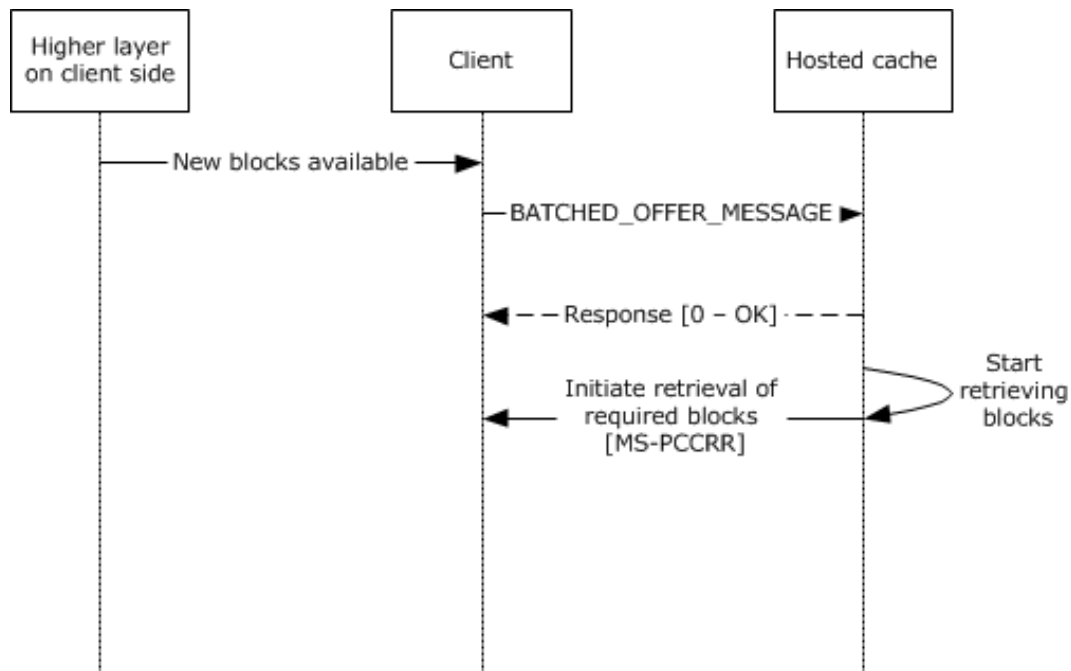 Higher layer
on client side
Client
Hosted cache
New blocks available
BATCHED_OFFER_MESSAGE
Response [0 – OK]
Start
retrieving
blocks
Initiate retrieval of
required blocks
[MS-PCCRR]